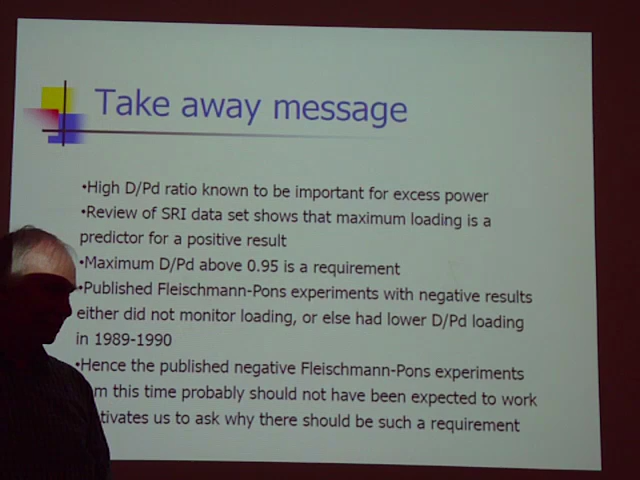 Take away message
•High D/Pd ratio known to be important for excess power
•Review of SRI data set shows that maximum loading is a
predictor for a positive result
•Maximum D/Pd above 0.95 is a requirement
•Published Fleischmann-Pons experiments with negative results
either did not monitor loading, or else had lower D/Pd loading
in 1989-1990
•Hence the published negative Fleischmann-Pons experiments
this time probably should not have been expected to work
us to ask why there should be such a requirement